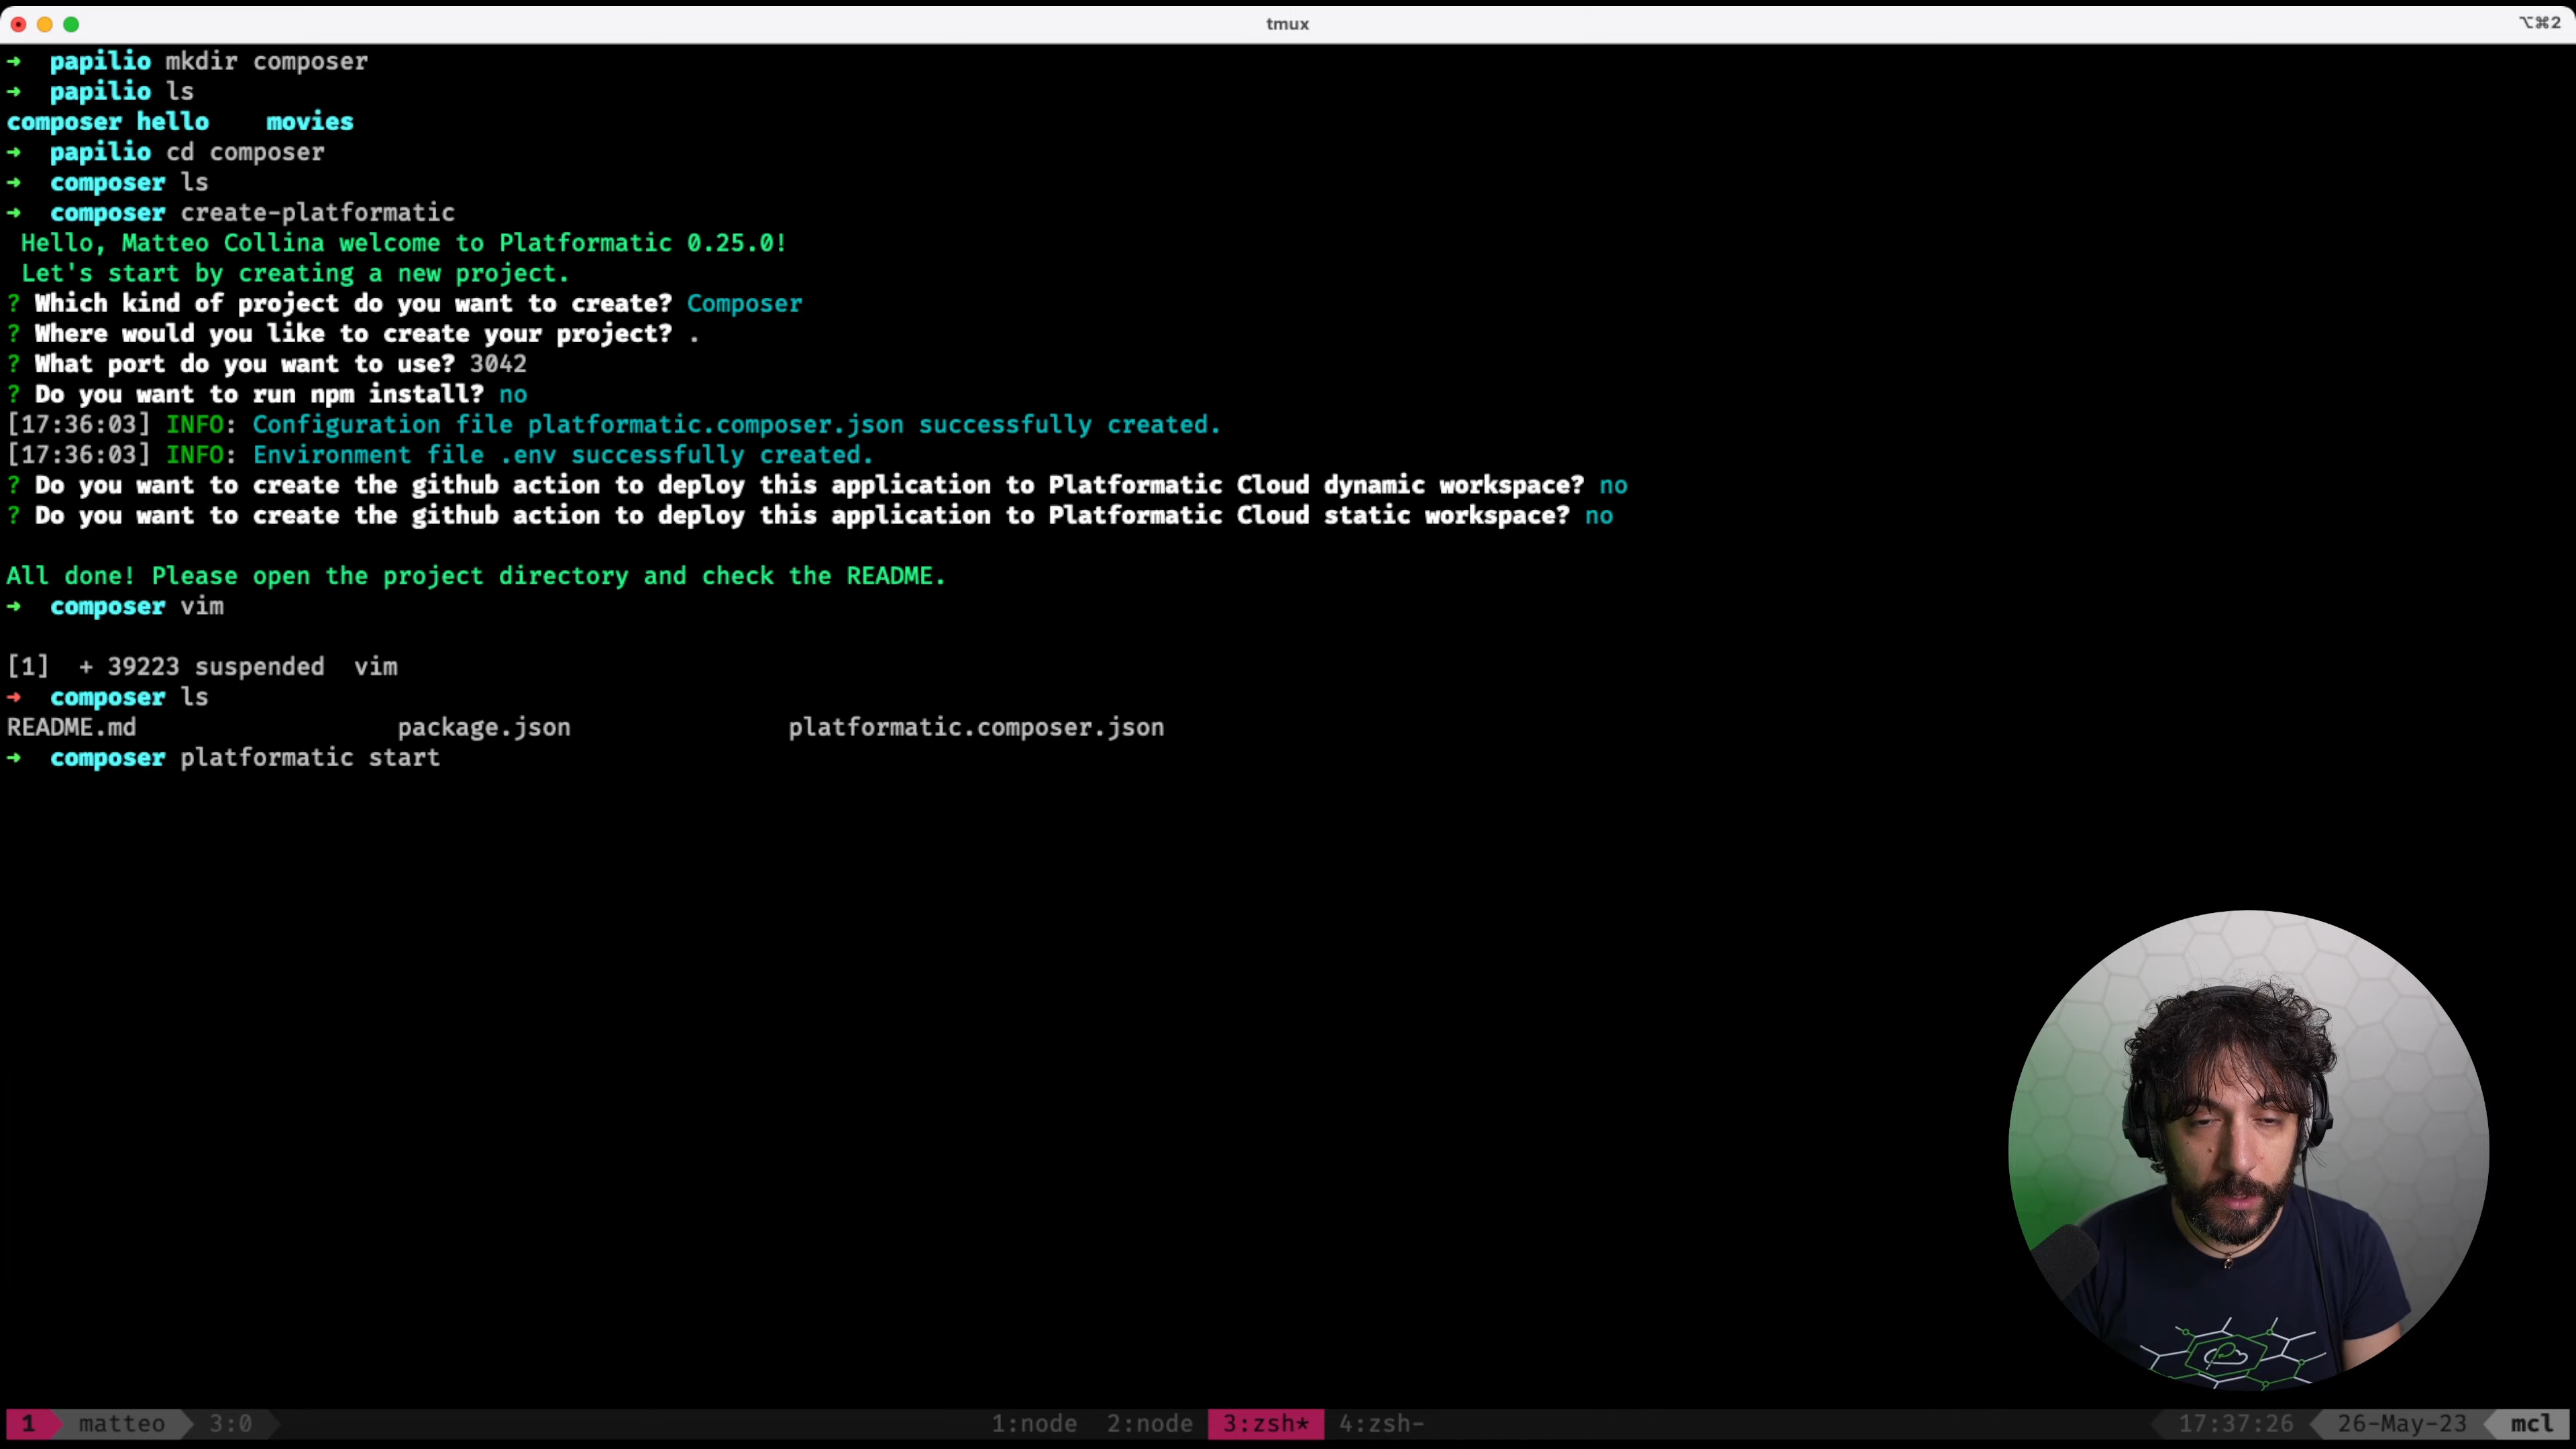 tmux
⌥⌘2
→ papilio mkdir composer
→ papilio ls
composer hello movies
→ papilio cd composer
→ composer ls
→ composer create-platformatic
Hello, Matteo Collina welcome to Platformatic 0.25.0!
Let's start by creating a new project.
? Which kind of project do you want to create? Composer
? Where would you like to create your project? .
? What port do you want to use? 3042
? Do you want to run npm install? no
[17:36:03] INFO: Configuration file platformatic.composer.json successfully created.
[17:36:03] INFO: Environment file .env successfully created.
? Do you want to create the github action to deploy this application to Platformatic Cloud dynamic workspace? no
? Do you want to create the github action to deploy this application to Platformatic Cloud static workspace? no
All done! Please open the project directory and check the README.
→ composer vim
[1] + 39223 suspended vim
→ composer ls
README.md package.json platformatic.composer.json
→ composer platformatic start
1 matteo 3:0 1:node 2:node 3:zsh* 4:zsh- 17:37:26 26-May-23 mcl